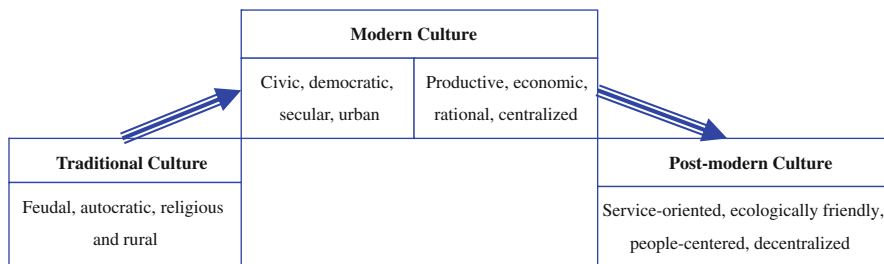 Modern Culture
Civic, democratic,
secular, urban
Productive, economic,
rational, centralized
Traditional Culture
Feudal, autocratic, religious
and rural
Post-modern Culture
Service-oriented, ecologically friendly,
people-centered, decentralized